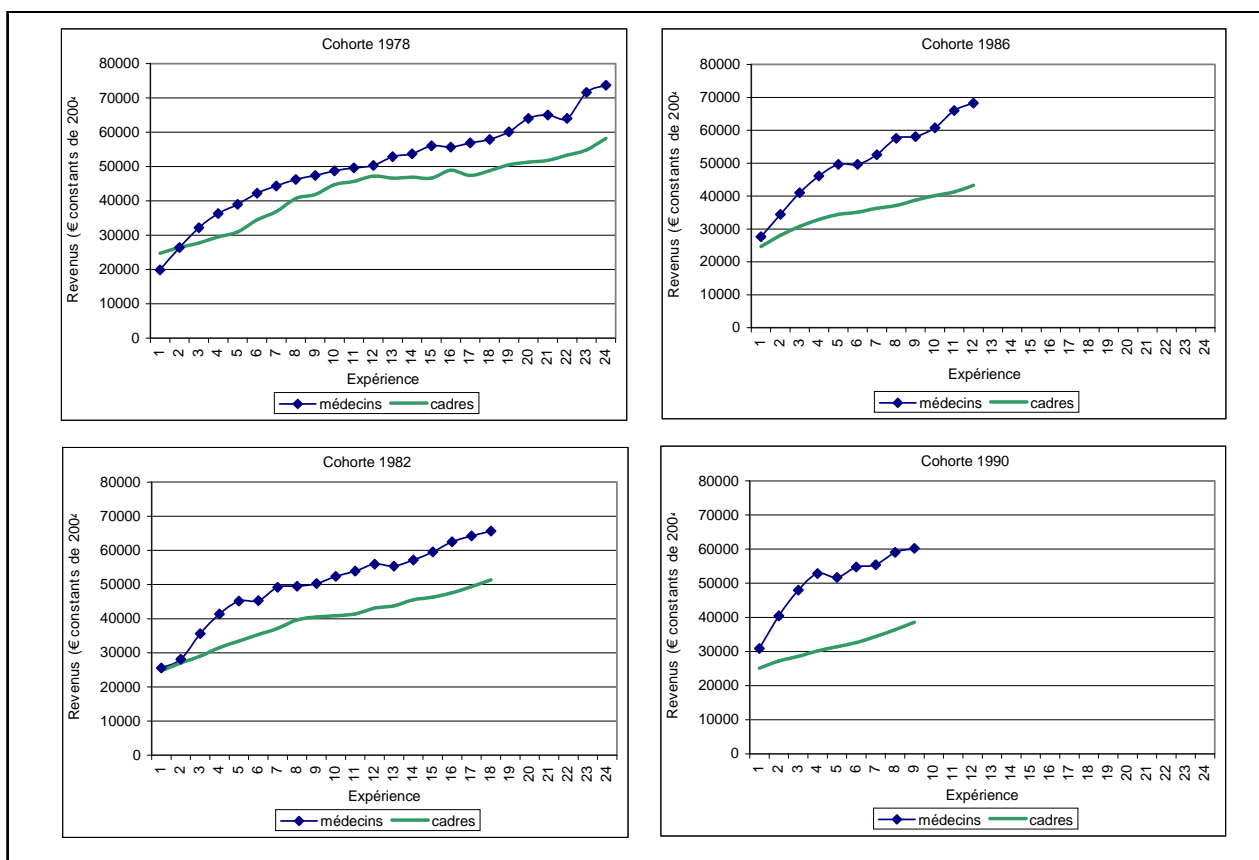 Cohorte 1978
80000
70000
60000
50000
40000
30000
20000
10000
0
Revenus (€ constants de 200
1 2 3 4 5 6 7 8 9 10 11 12 13 14 15 16 17 18 19 20 21 22 23 24
Expérience
médecins cadres
Cohorte 1986
80000
70000
60000
50000
40000
30000
20000
10000
0
Revenus (€ constants de 200
1 2 3 4 5 6 7 8 9 10 11 12 13 14 15 16 17 18 19 20 21 22 23 24
Expérience
médecins cadres
Cohorte 1982
80000
70000
60000
50000
40000
30000
20000
10000
0
Revenus (€ constants de 200
1 2 3 4 5 6 7 8 9 10 11 12 13 14 15 16 17 18 19 20 21 22 23 24
Expérience
médecins cadres
Cohorte 1990
80000
70000
60000
50000
40000
30000
20000
10000
0
Revenus (€ constants de 200
1 2 3 4 5 6 7 8 9 10 11 12 13 14 15 16 17 18 19 20 21 22 23 24
Expérience
médecins cadres